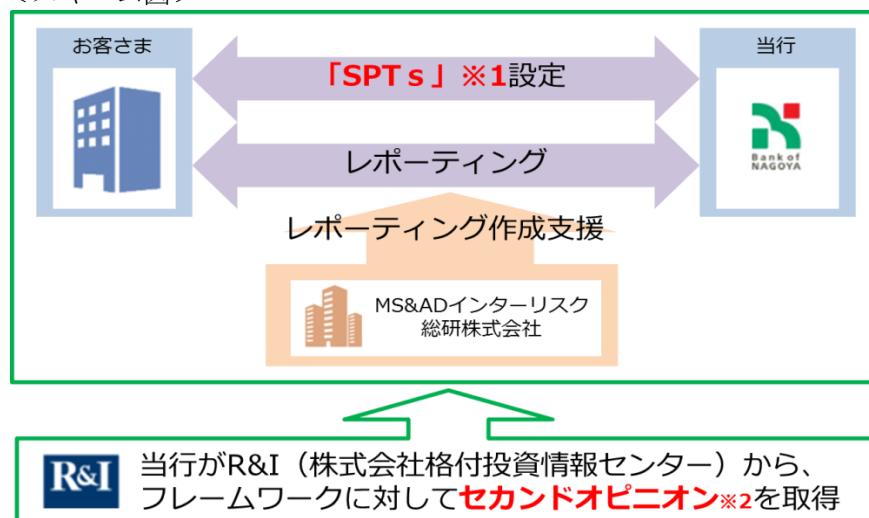 お客さま
当行
「SPTｓ」※1設定
Bank of
NAGOYA
レポーティング
レポーティング作成支援
MS&ADインターリスク
総研株式会社
R&I
当行がR&I（株式会社格付投資情報センター）から、
フレームワークに対してセカンドオピニオン※2を取得